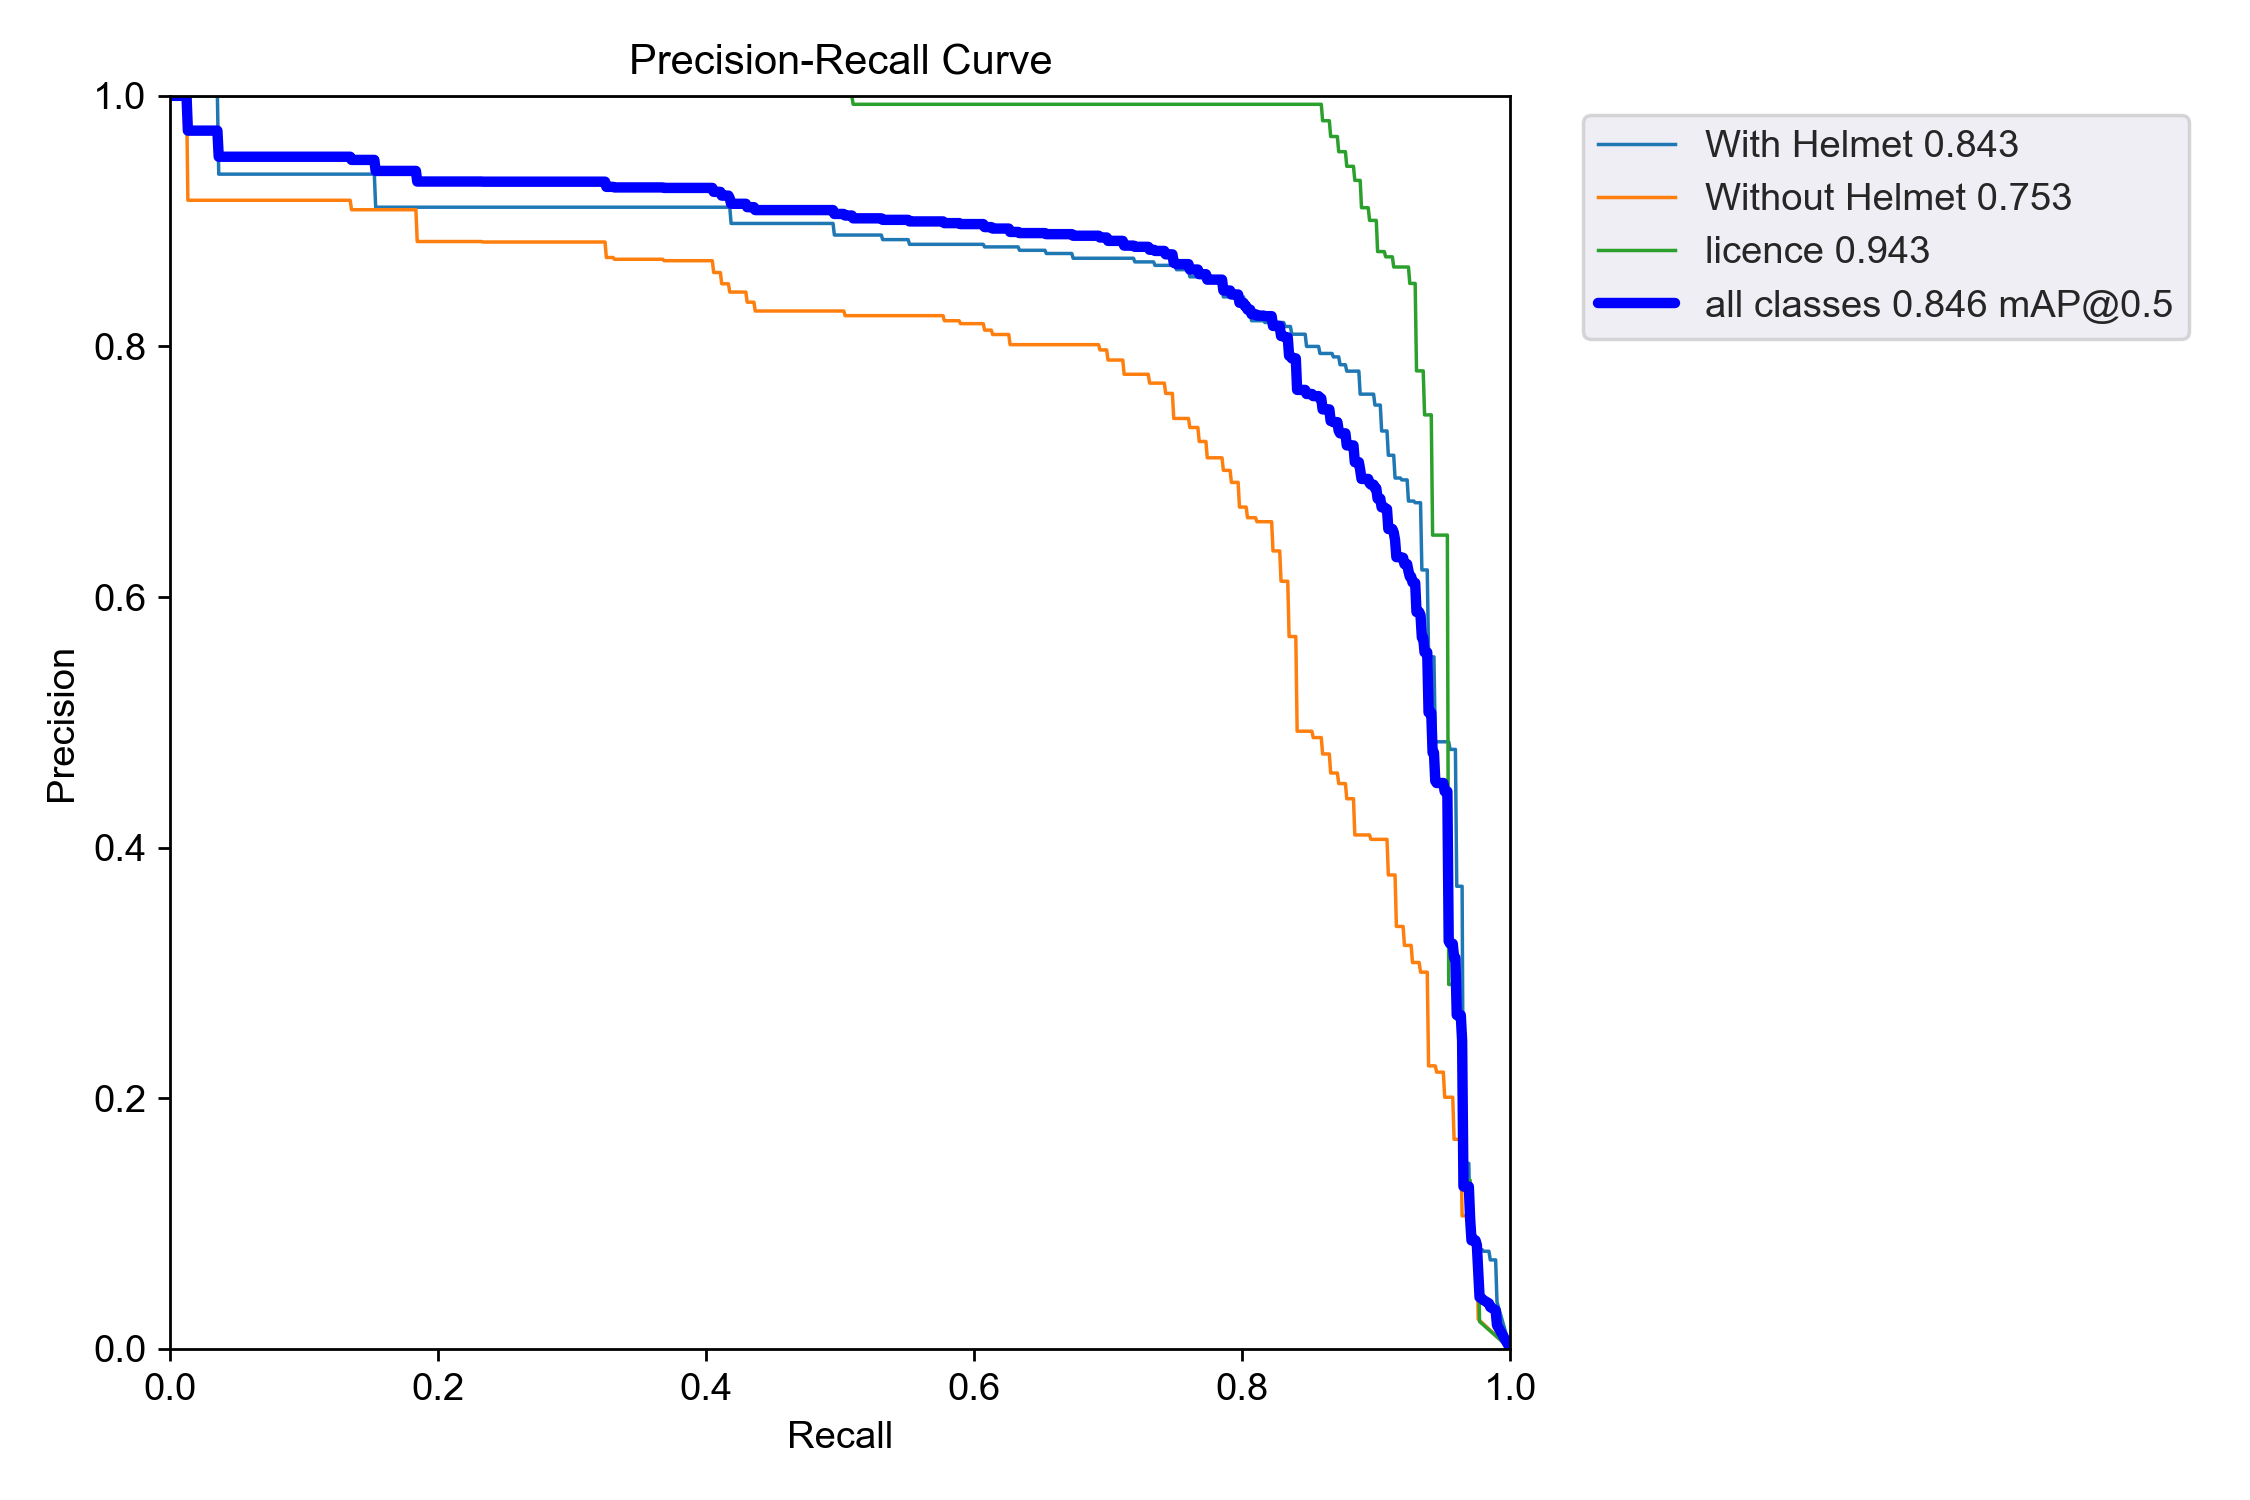 Precision-Recall Curve
1.0
0.8
0.6
0.4
0.2
0.0
Precision
0.0 0.2 0.4 0.6 0.8 1.0
Recall
With Helmet 0.843
Without Helmet 0.753
licence 0.943
all classes 0.846 mAP@0.5